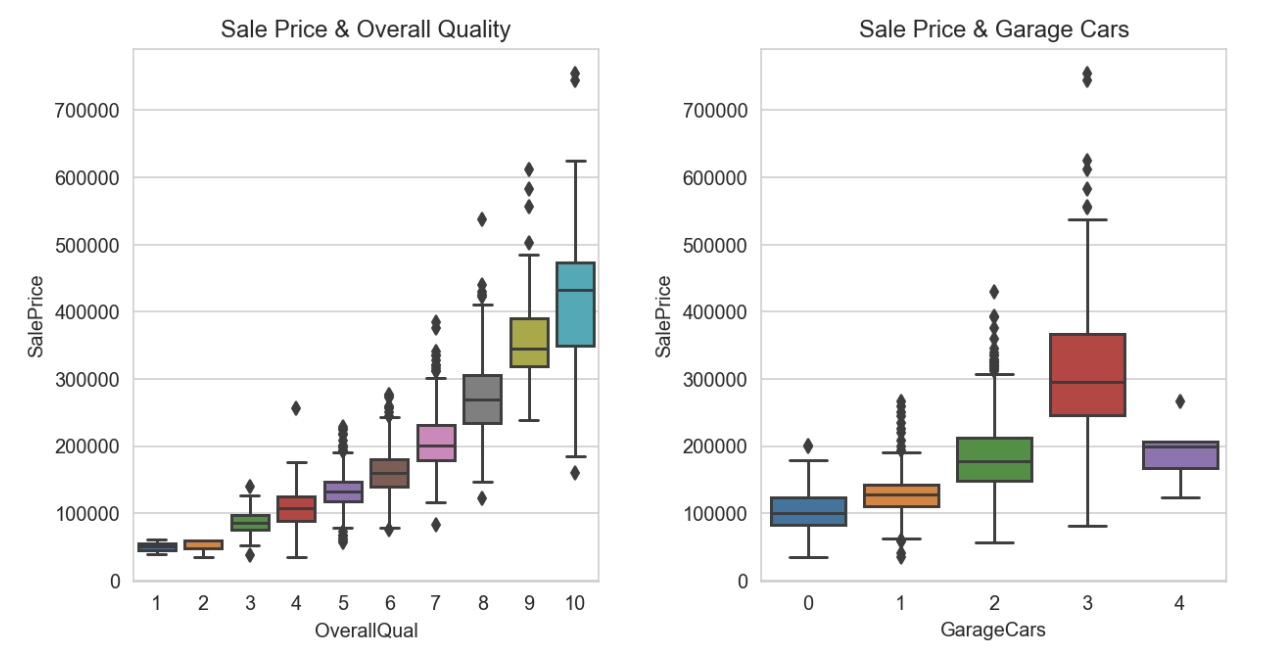 Sale Price & Overall Quality
700000
600000
500000
400000
300000
200000
100000
0
SalePrice
1 2 3 4 5 6 7 8 9 10
OverallQual
Sale Price & Garage Cars
700000
600000
500000
400000
300000
200000
100000
0
SalePrice
0 1 2 3 4
GarageCars